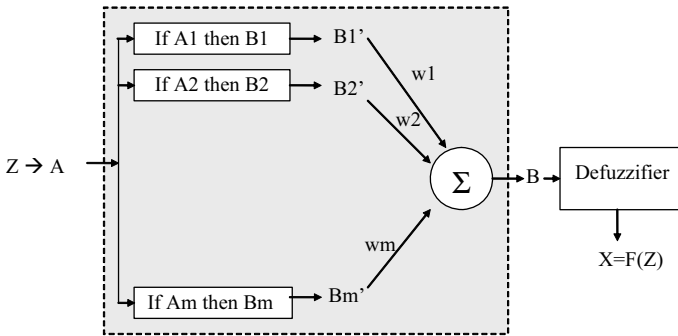 If A1 then B1
B1’
w1
If A2 then B2
B2’
w2
Z → A
Σ
B
Defuzzifier
X=F(Z)
wm
If Am then Bm
Bm’